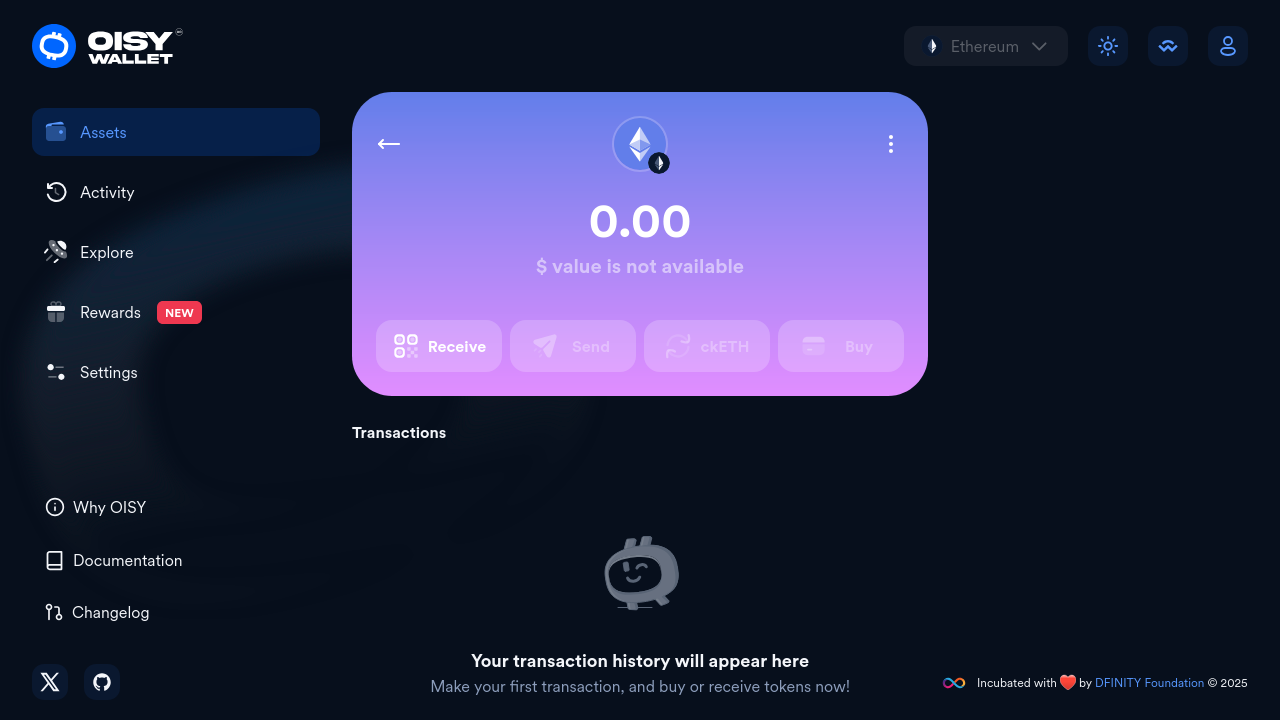 OISY
WALLET
Ethereum
Assets
Activity
Explore
Rewards NEW
Settings
Why OISY
Documentation
Changelog
0.00
$ value is not available
Receive
Send
ckETH
Buy
Transactions
Your transaction history will appear here
Make your first transaction, and buy or receive tokens now!
Incubated with ❤️ by DFINITY Foundation © 2025